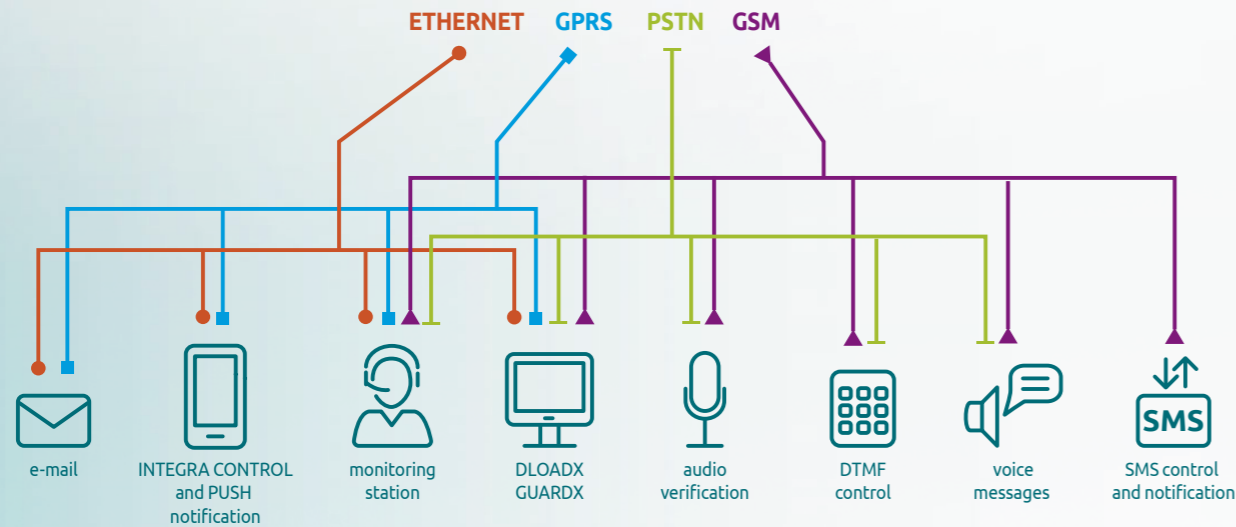 ETHERNET GPRS PSTN GSM
SMS
e-mail
INTEGRA CONTROL
and PUSH
notification
monitoring
station
DLOADX
GUARDX
audio
verification
DTMF
control
voice
messages
SMS control
and notification